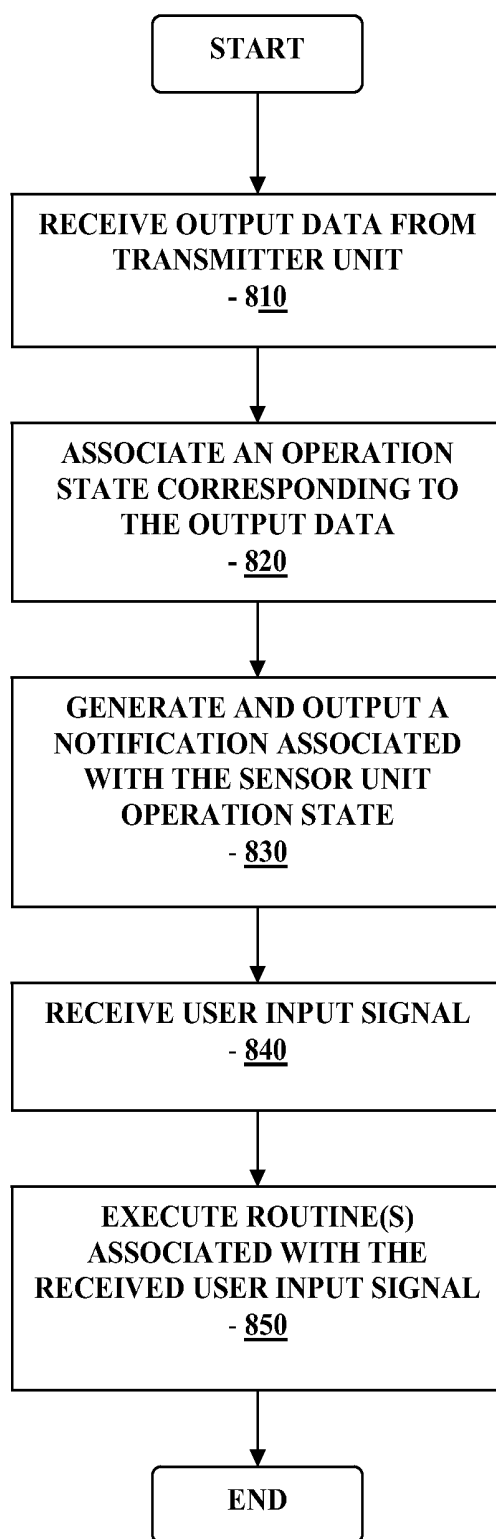 START
RECEIVE OUTPUT DATA FROM
TRANSMITTER UNIT
- 810
ASSOCIATE AN OPERATION
STATE CORRESPONDING TO
THE OUTPUT DATA
- 820
GENERATE AND OUTPUT A
NOTIFICATION ASSOCIATED
WITH THE SENSOR UNIT
OPERATION STATE
- 830
RECEIVE USER INPUT SIGNAL
- 840
EXECUTE ROUTINE(S)
ASSOCIATED WITH THE
RECEIVED USER INPUT SIGNAL
- 850
END